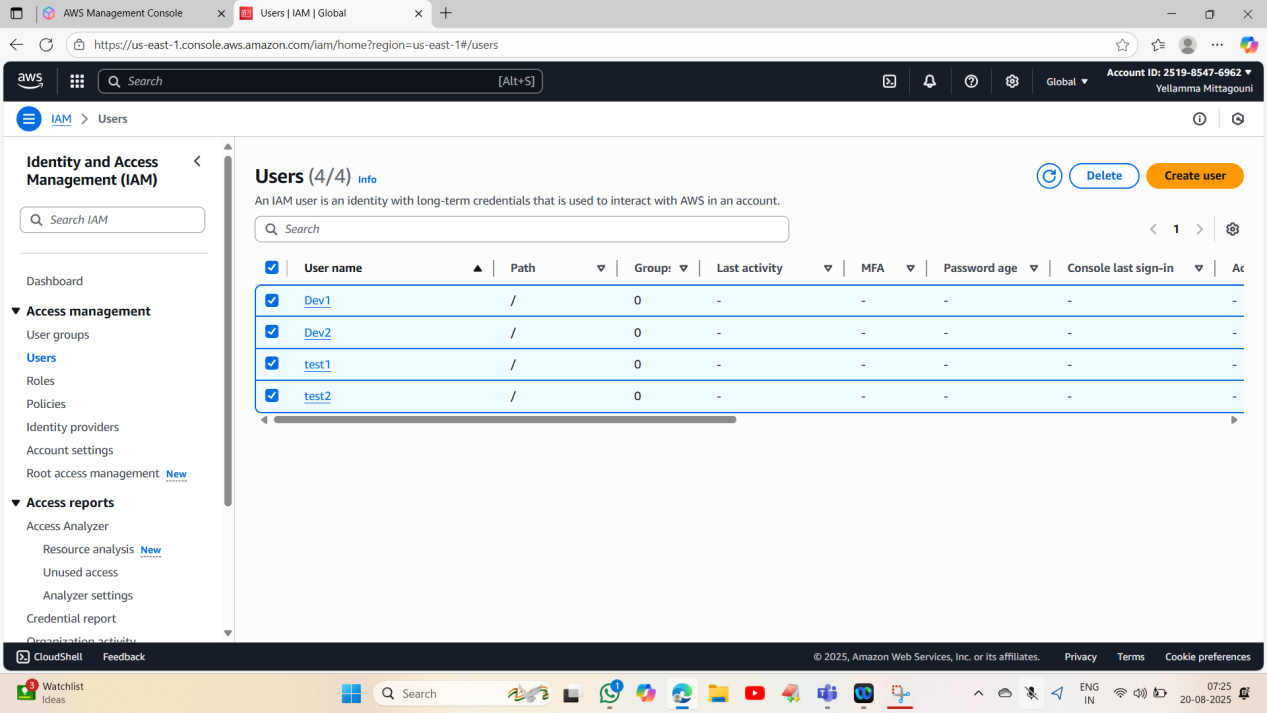 AWS Management Console
Users | IAM | Global
https://us-east-1.console.aws.amazon.com/iam/home?region=us-east-1#/users
aws
Search [Alt+S]
Global
Account ID: 2519-8547-6962
Yellamma Mittagouni
IAM
Users
Identity and Access Management (IAM)
Search IAM
Dashboard
Access management
User groups
Users
Roles
Policies
Identity providers
Account settings
Root access management New
Access reports
Access Analyzer
Resource analysis New
Unused access
Analyzer settings
Credential report
Organization activity
Users (4/4) Info
Delete
Create user
An IAM user is an identity with long-term credentials that is used to interact with AWS in an account.
Search
1
User name Path Groups Last activity MFA Password age Console last sign-in Ac
Dev1 / 0 - - - - -
Dev2 / 0 - - - - -
test1 / 0 - - - - -
test2 / 0 - - - - -
CloudShell Feedback
© 2025, Amazon Web Services, Inc. or its affiliates. Privacy Terms Cookie preferences
3
Watchlist
Ideas
Search
1
ENG
IN
07:25
20-08-2025